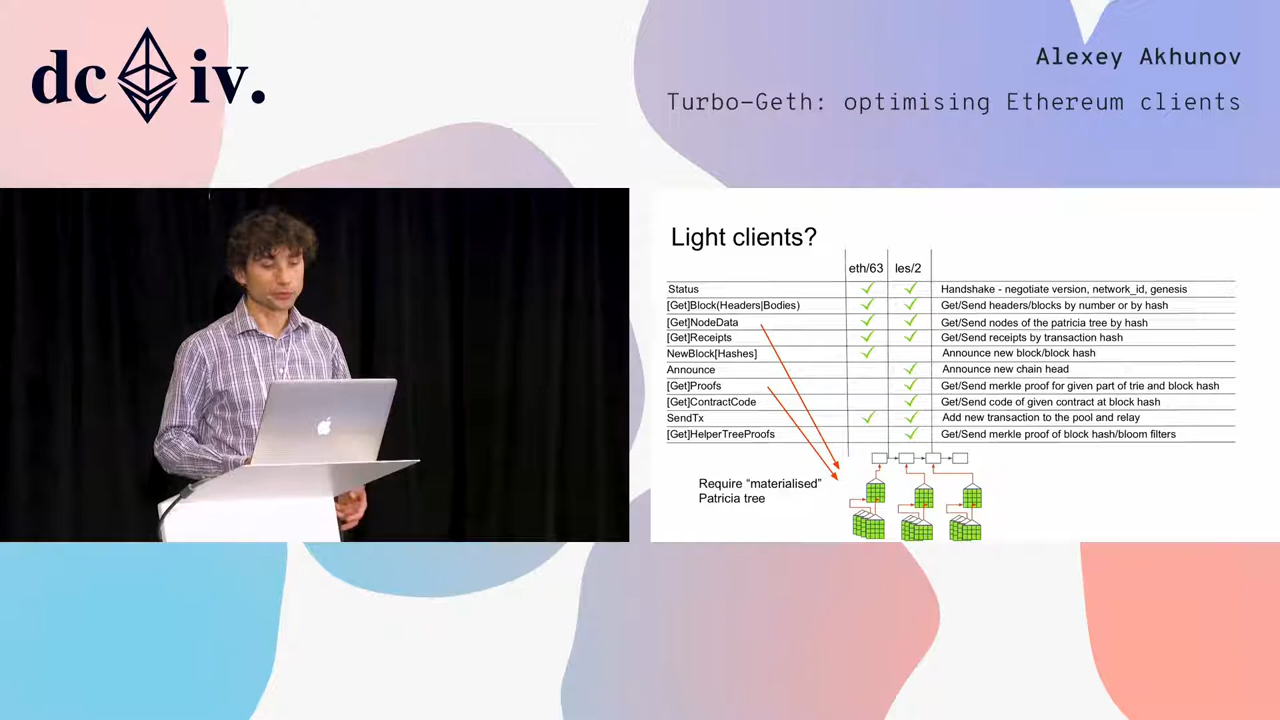 dc iv.
Alexey Akhunov
Turbo-Geth: optimising Ethereum clients
Light clients?
eth/63 les/2
Status Handshake - negotiate version, network_id, genesis
[Get]Block(Headers|Bodies) Get/Send headers/blocks by number or by hash
[Get]NodeData Get/Send nodes of the patricia tree by hash
[Get]Receipts Get/Send receipts by transaction hash
NewBlock[Hashes] Announce new block/block hash
Announce Announce new chain head
[Get]Proofs Get/Send merkle proof for given part of trie and block hash
[Get]ContractCode Get/Send code of given contract at block hash
SendTx Add new transaction to the pool and relay
[Get]HelperTreeProofs Get/Send merkle proof of block hash/bloom filters
Require “materialised”
Patricia tree